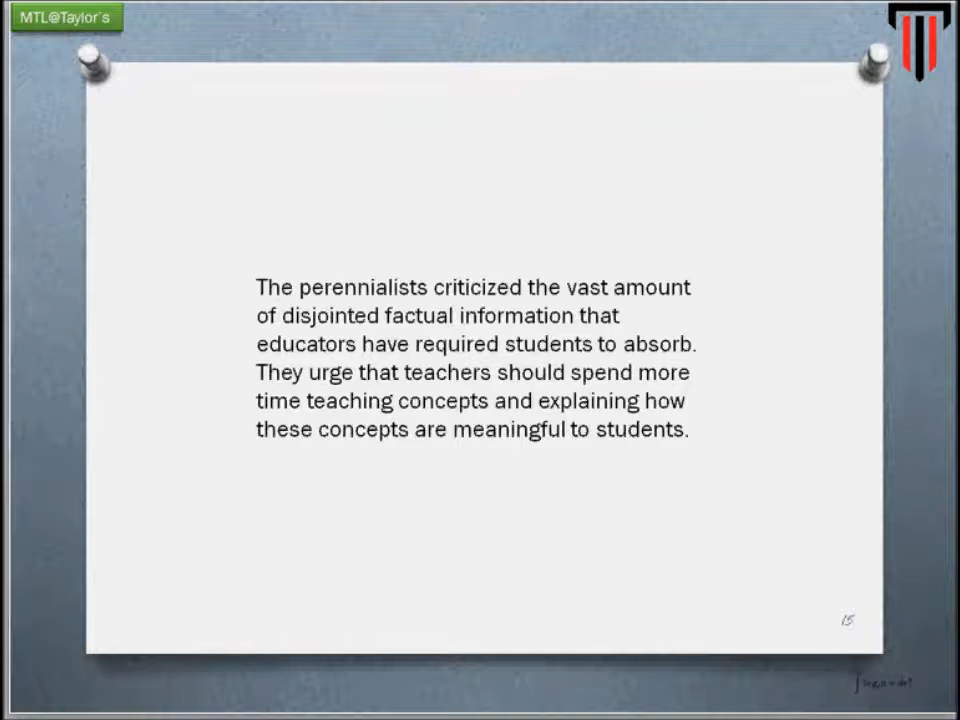 MTL@Taylor's
The perennialists criticized the vast amount
of disjointed factual information that
educators have required students to absorb.
They urge that teachers should spend more
time teaching concepts and explaining how
these concepts are meaningful to students.
15